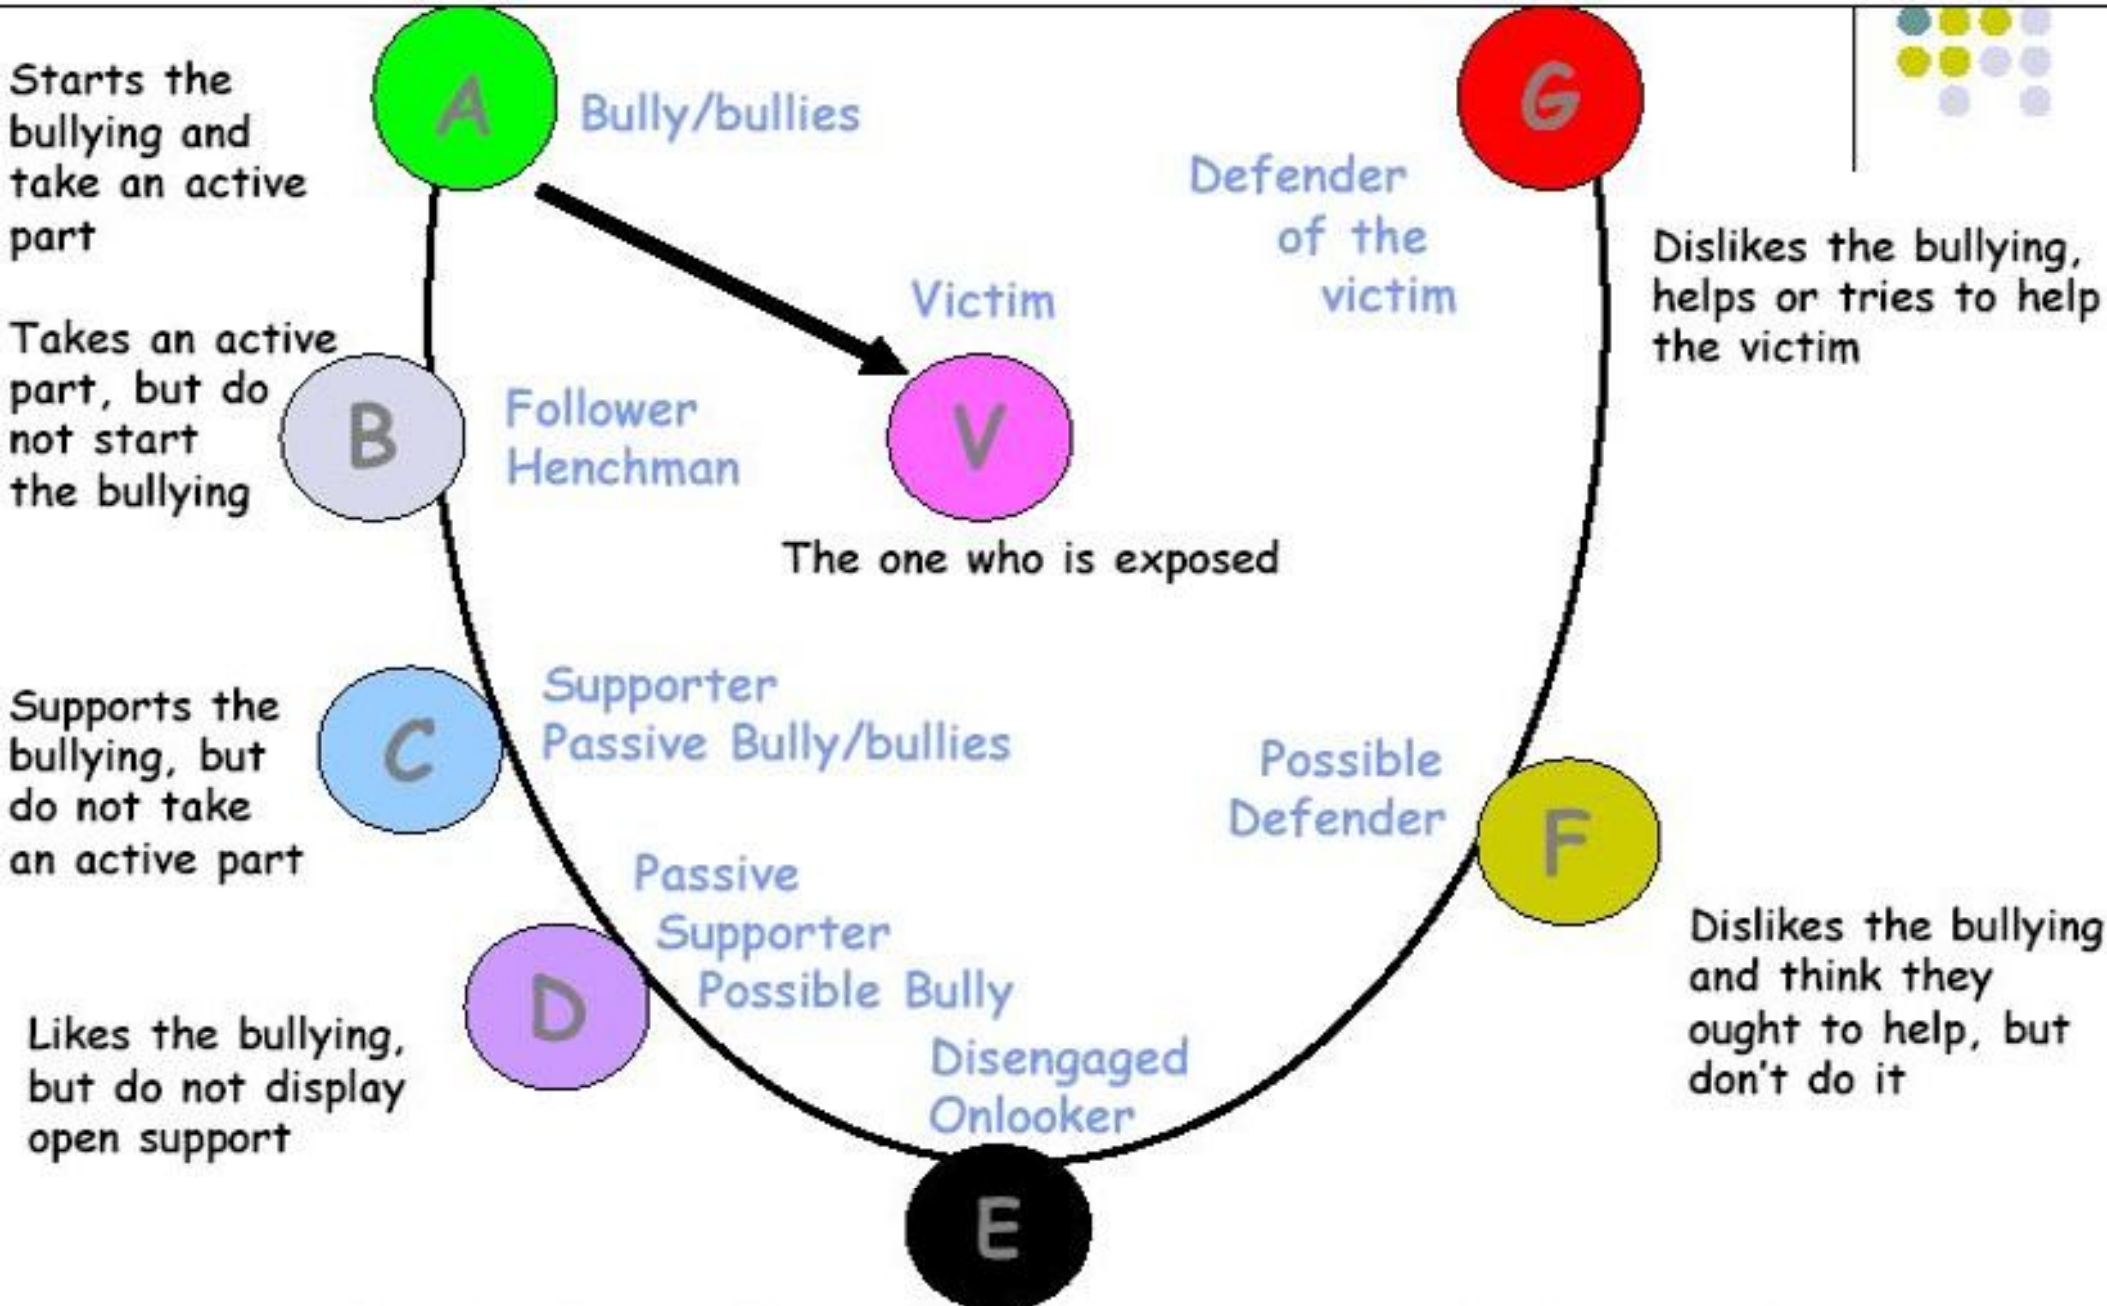 A
Bully/bullies
Starts the
bullying and
take an active
part
G
Defender
of the
victim
Dislikes the bullying,
helps or tries to help
the victim
Victim
V
The one who is exposed
Takes an active
part, but do
not start
the bullying
B
Follower
Henchman
Supports the
bullying, but
do not take
an active part
C
Supporter
Passive Bully/bullies
Possible
Defender
F
Dislikes the bullying
and think they
ought to help, but
don't do it
Passive
Supporter
Possible Bully
D
Likes the bullying,
but do not display
open support
Disengaged
Onlooker
E